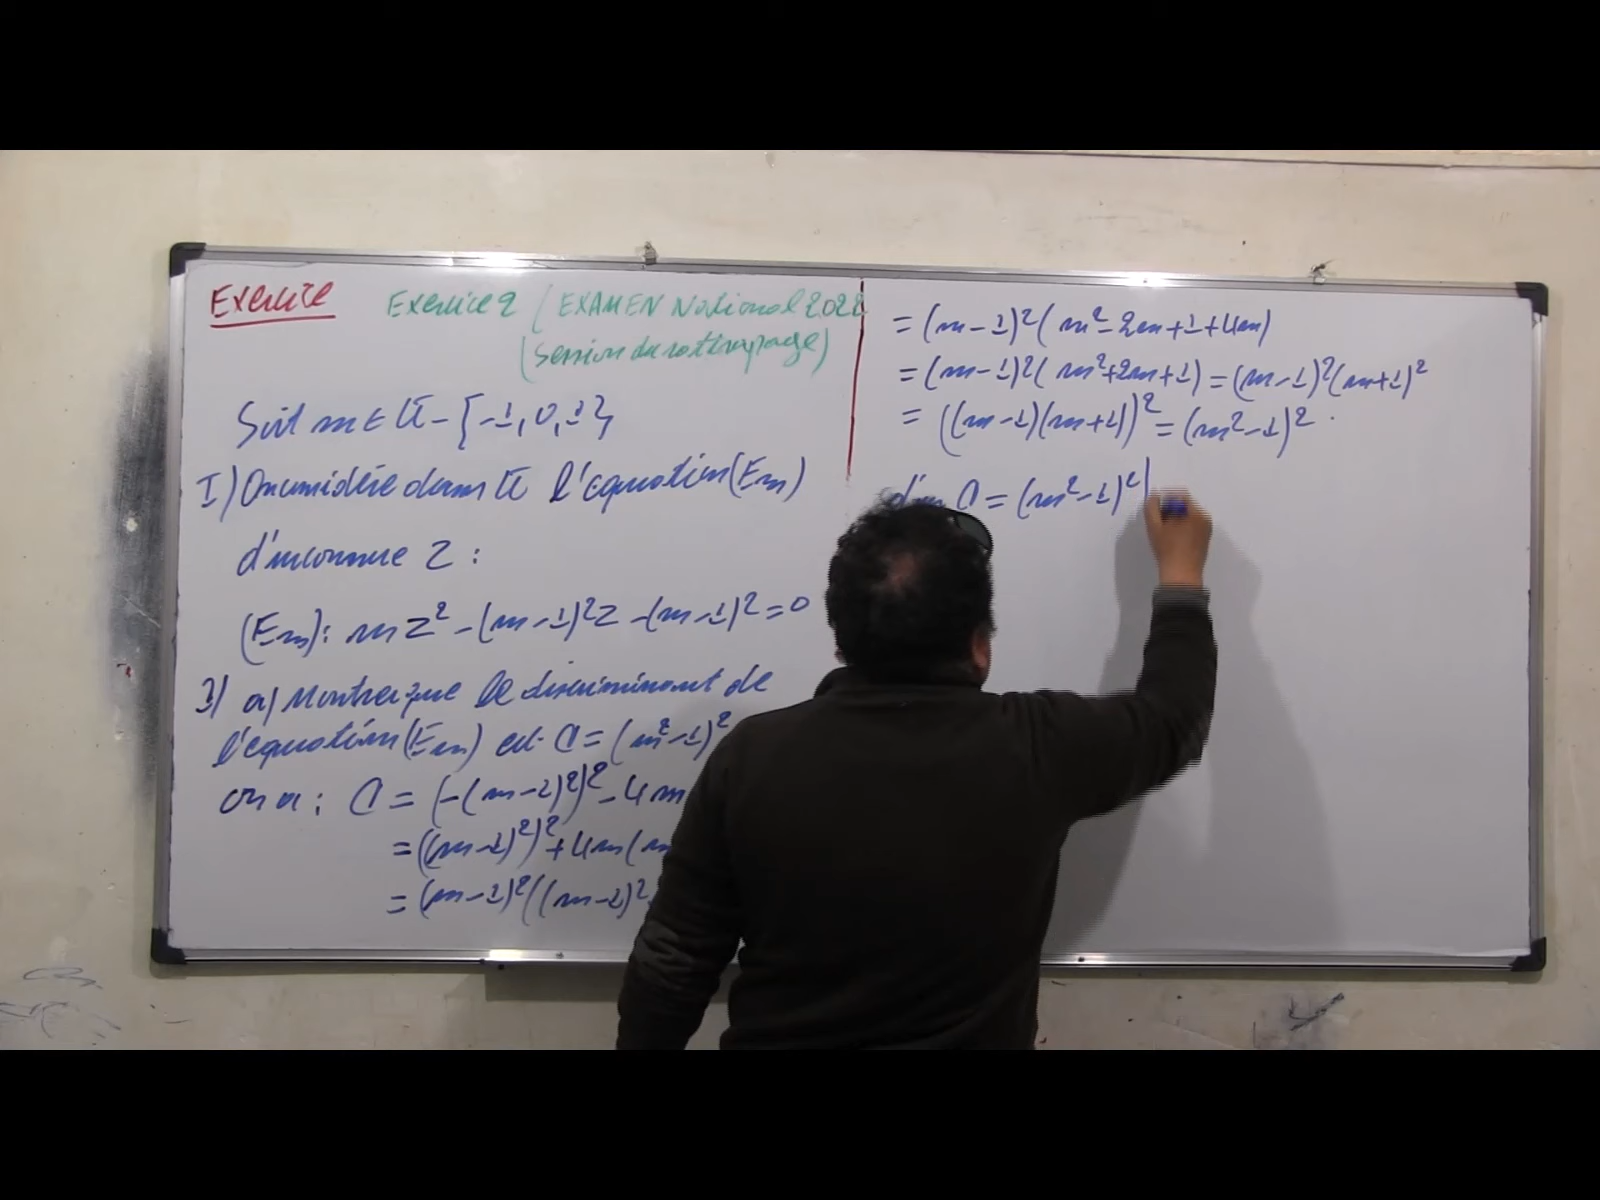 Exercice
Exercice 2 (EXAMEN National 2022
(Session du rattrapage)
Soit m ∈ ℂ - {-1, 0, 1}
I) On considère dans ℂ l'équation (Em)
d'inconnue Z :
(Em): mZ² - (m-1)²Z - (m-1)² = 0
1) a) Montrer que le discriminant de
l'équation (Em) est Δ = (m²-1)²
on a : Δ = (-(m-1)²)² - 4m
= ((m-1)²)² + 4m(m
= (m-1)²((m-1)²
= (m-1)²(m²-2m+1+4m)
= (m-1)²(m²+2m+1) = (m-1)²(m+1)²
= ((m-1)(m+1))² = (m²-1)².
Δ = (m²-1)²